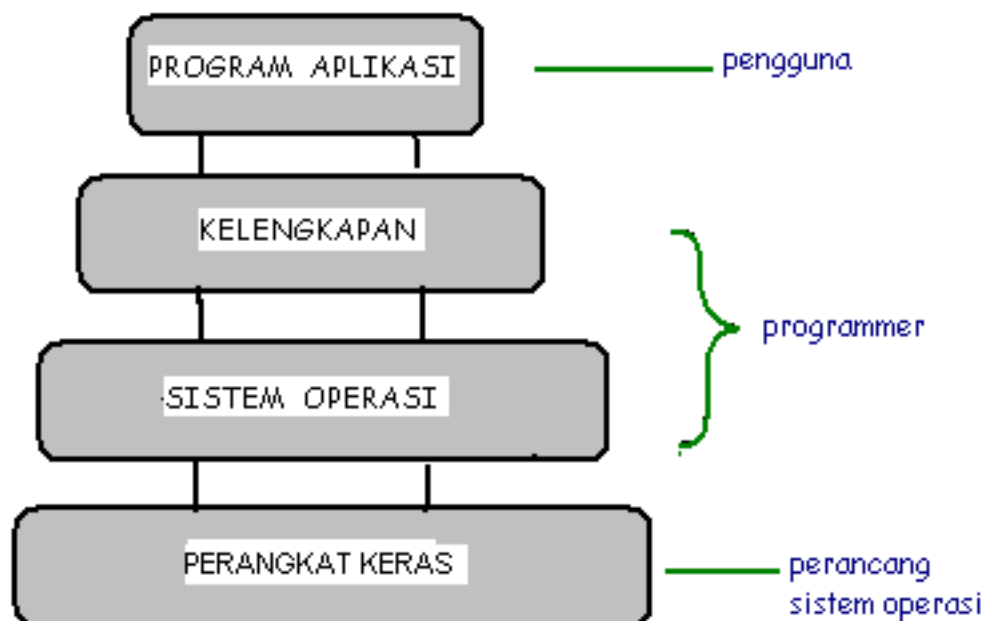 PROGRAM APLIKASI
pengguna
KELENGKAPAN
programmer
SISTEM OPERASI
PERANGKAT KERAS
perancang
sistem operasi